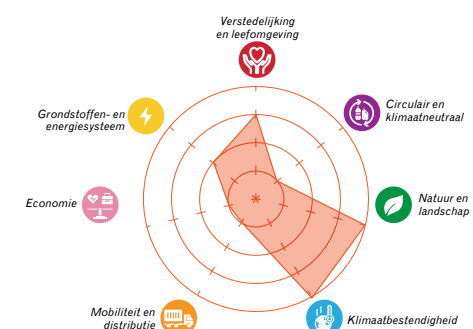 Verstedelijking
en leefomgeving
Circulair en
klimaatneutraal
Grondstoffen- en
energiesysteem
Economie
Natuur en
landschap
Mobiliteit en
distributie
Klimaatbestendigheid